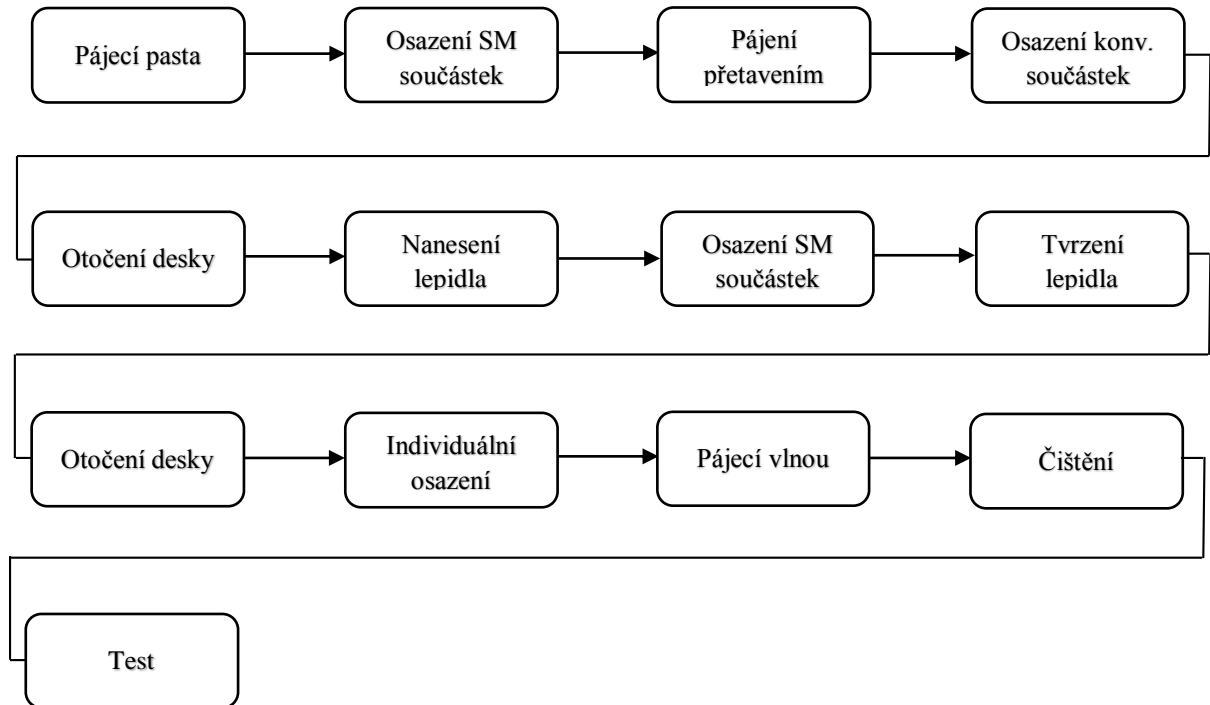 Pájecí pasta
Osazení SM
součástek
Pájení
přetavením
Osazení konv.
součástek
Otočení desky
Nanesení
lepidla
Osazení SM
součástek
Tvrzení
lepidla
Otočení desky
Individuální
osazení
Pájecí vlnou
Čištění
Test